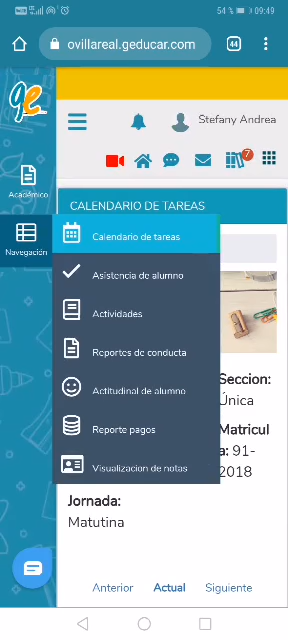 54 % 09:49
ovillareal.geducar.com
44
ge
Stefany Andrea
7
Académico
CALENDARIO DE TAREAS
Navegación
Calendario de tareas
Asistencia de alumno
Actividades
Reportes de conducta
Actitudinal de alumno
Reporte pagos
Visualizacion de notas
Seccion:
Única
Matricul
a: 91-
2018
Jornada:
Matutina
Anterior Actual Siguiente